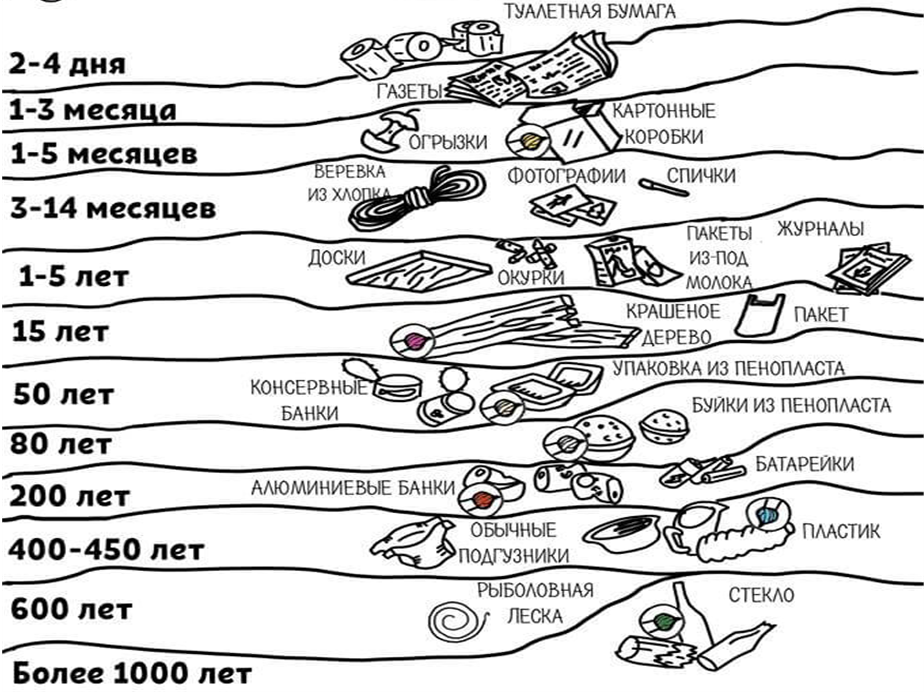 ТУАЛЕТНАЯ БУМАГА
2-4 дня
ГАЗЕТЫ
1-3 месяца
КАРТОННЫЕ
КОРОБКИ
ОГРЫЗКИ
1-5 месяцев
ВЕРЕВКА
ИЗ ХЛОПКА
ФОТОГРАФИИ
СПИЧКИ
3-14 месяцев
ДОСКИ
ОКУРКИ
ПАКЕТЫ
ИЗ-ПОД
МОЛОКА
ЖУРНАЛЫ
1-5 лет
КРАШЕНОЕ
ДЕРЕВО
ПАКЕТ
15 лет
КОНСЕРВНЫЕ
БАНКИ
УПАКОВКА ИЗ ПЕНОПЛАСТА
50 лет
БУЙКИ ИЗ ПЕНОПЛАСТА
80 лет
БАТАРЕЙКИ
АЛЮМИНИЕВЫЕ БАНКИ
200 лет
ОБЫЧНЫЕ
ПОДГУЗНИКИ
ПЛАСТИК
400-450 лет
РЫБОЛОВНАЯ
ЛЕСКА
СТЕКЛО
600 лет
Более 1000 лет